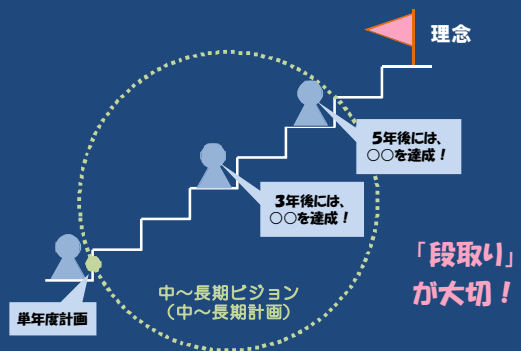 理念
5年後には、
○○を達成！
3年後には、
○○を達成！
「段取り」
が大切！
中～長期ビジョン
（中～長期計画）
単年度計画